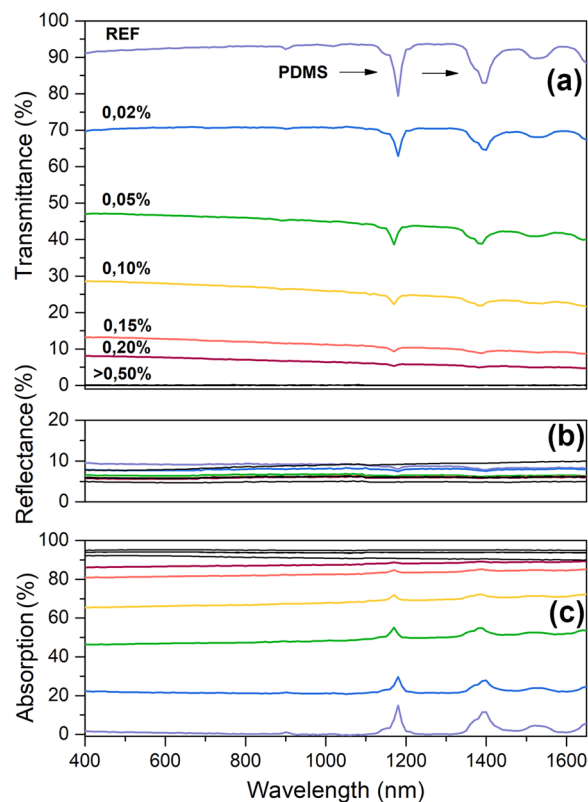 100
REF
90
(a)
PDMS
80
0,02%
70
60
Transmittance (%)
0,05%
50
40
30
0,10%
20
0,15%
10
0,20%
>0,50%
0
Reflectance (%)
20
(b)
10
0
Absorption (%)
100
80
60
(c)
40
20
0
400 600 800 1000 1200 1400 1600
Wavelength (nm)